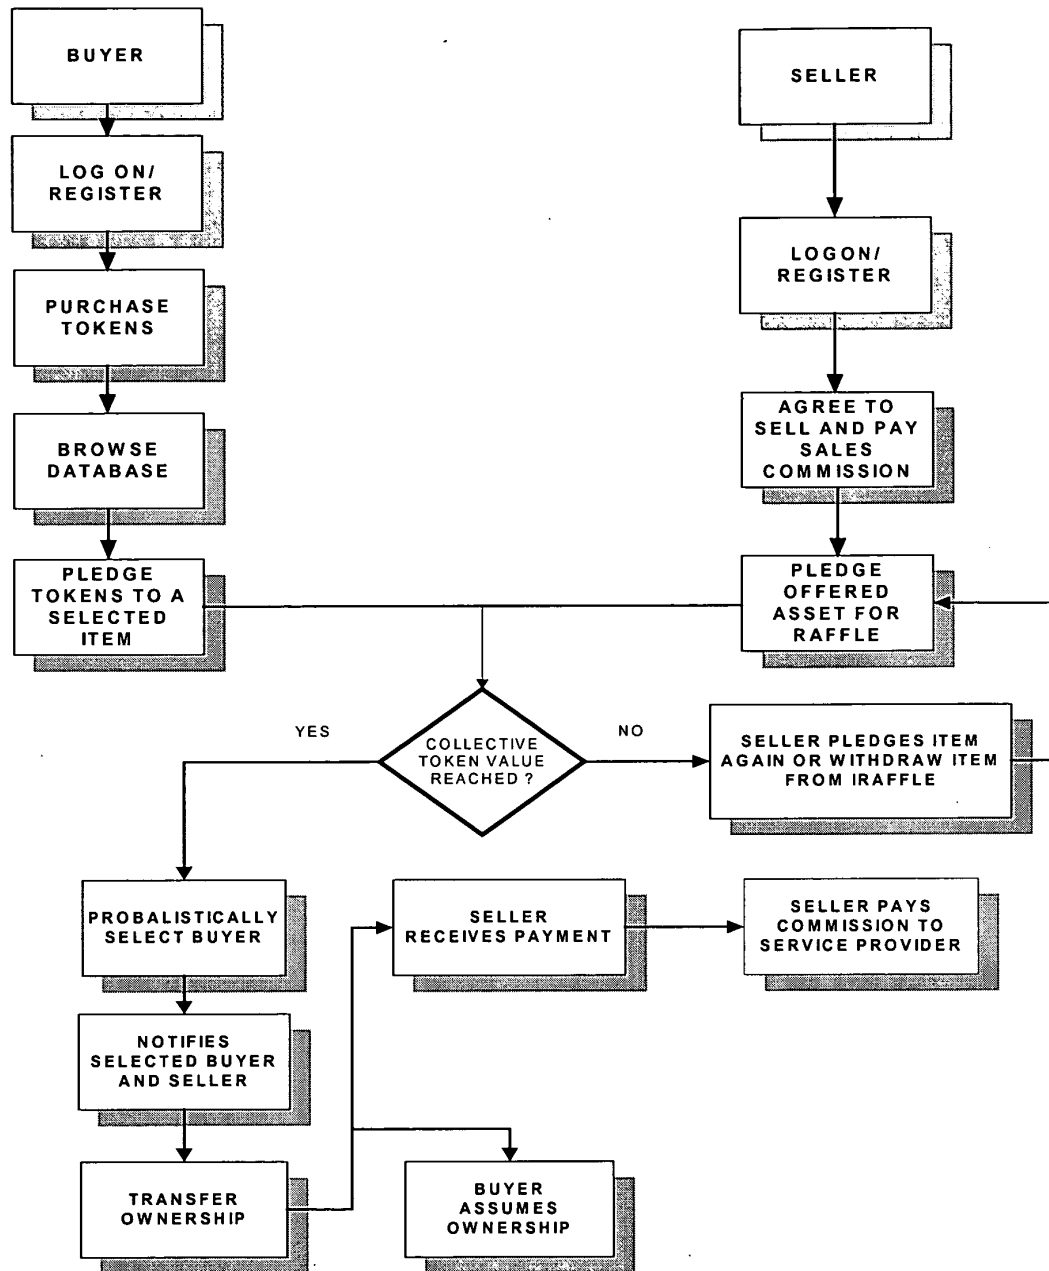 BUYER
SELLER
LOG ON/
REGISTER
LOGON/
REGISTER
PURCHASE
TOKENS
AGREE TO
SELL AND PAY
SALES
COMMISSION
BROWSE
DATABASE
PLEDGE
TOKENS TO A
SELECTED
ITEM
PLEDGE
OFFERED
ASSET FOR
RAFFLE
YES
COLLECTIVE
TOKEN VALUE
REACHED ?
NO
SELLER PLEDGES ITEM
AGAIN OR WITHDRAW ITEM
FROM IRAFFLE
PROBALISTICALLY
SELECT BUYER
SELLER
RECEIVES PAYMENT
SELLER PAYS
COMMISSION TO
SERVICE PROVIDER
NOTIFIES
SELECTED BUYER
AND SELLER
TRANSFER
OWNERSHIP
BUYER
ASSUMES
OWNERSHIP